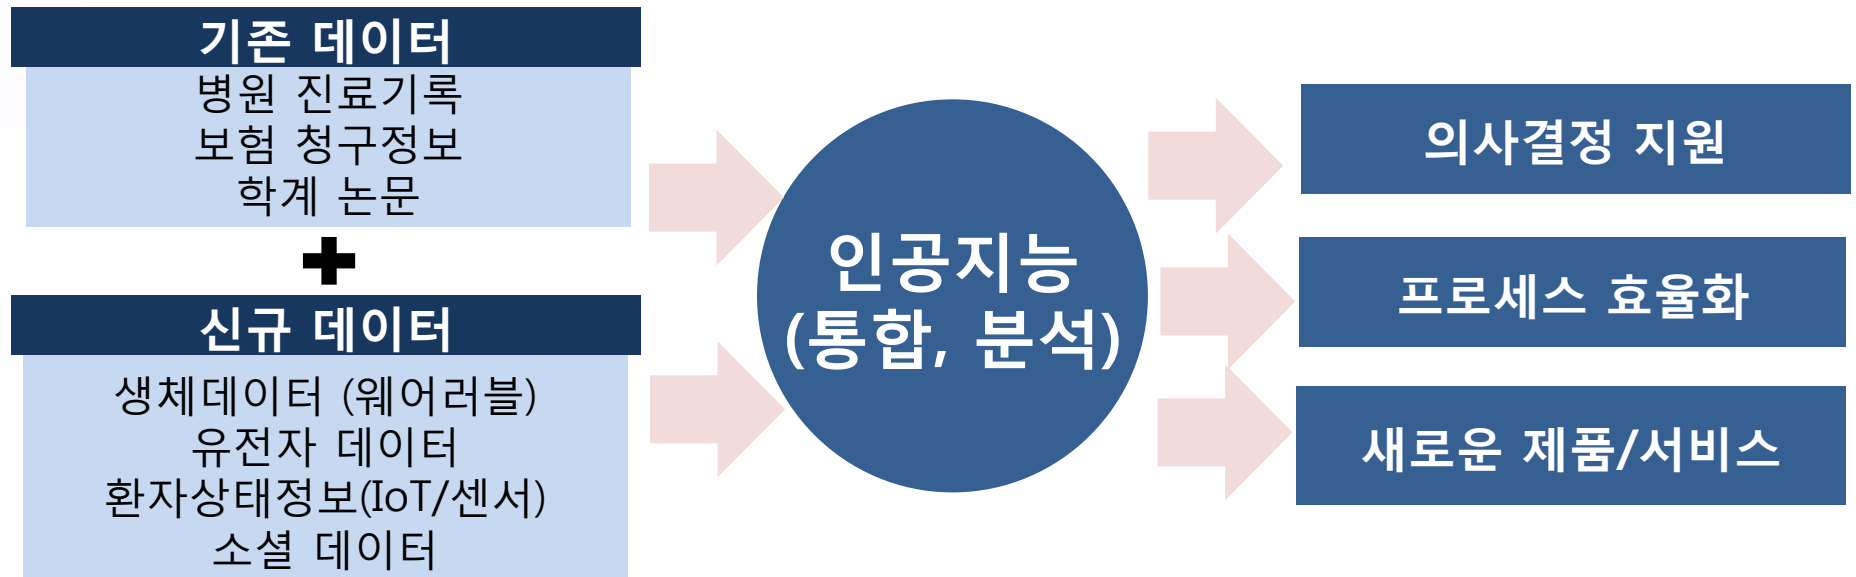 기존 데이터
병원 진료기록
보험 청구정보
학계 논문
신규 데이터
생체데이터 (웨어러블)
유전자 데이터
환자상태정보(IoT/센서)
소셜 데이터
인공지능
(통합, 분석)
의사결정 지원
프로세스 효율화
새로운 제품/서비스